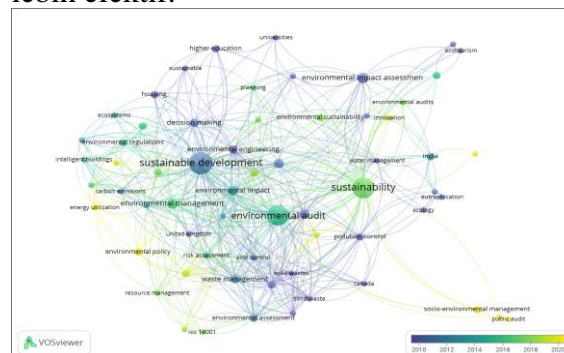 lebih efektif.
universities
higher education
ecotourism
sustainable
environmental impact assessmen
planning
housing
environmental audits
ecosystems
decision making
environmental sustainability
innovation
environmental regulations
environmental engineering
intelligent buildings
sustainable development
water management
india
carbon emissions
environmental impact
sustainability
eutrophication
energy utilization
environmental management
ecology
environmental audit
united kingdom
pollution control
environmental policy
risk assessment
cost control
waste management
solid wastes
canada
resource management
solid waste
socio-environmental management
environmental assessment
public audit
iso 14001
VOSviewer
2010 2012 2014 2016 2018 2020